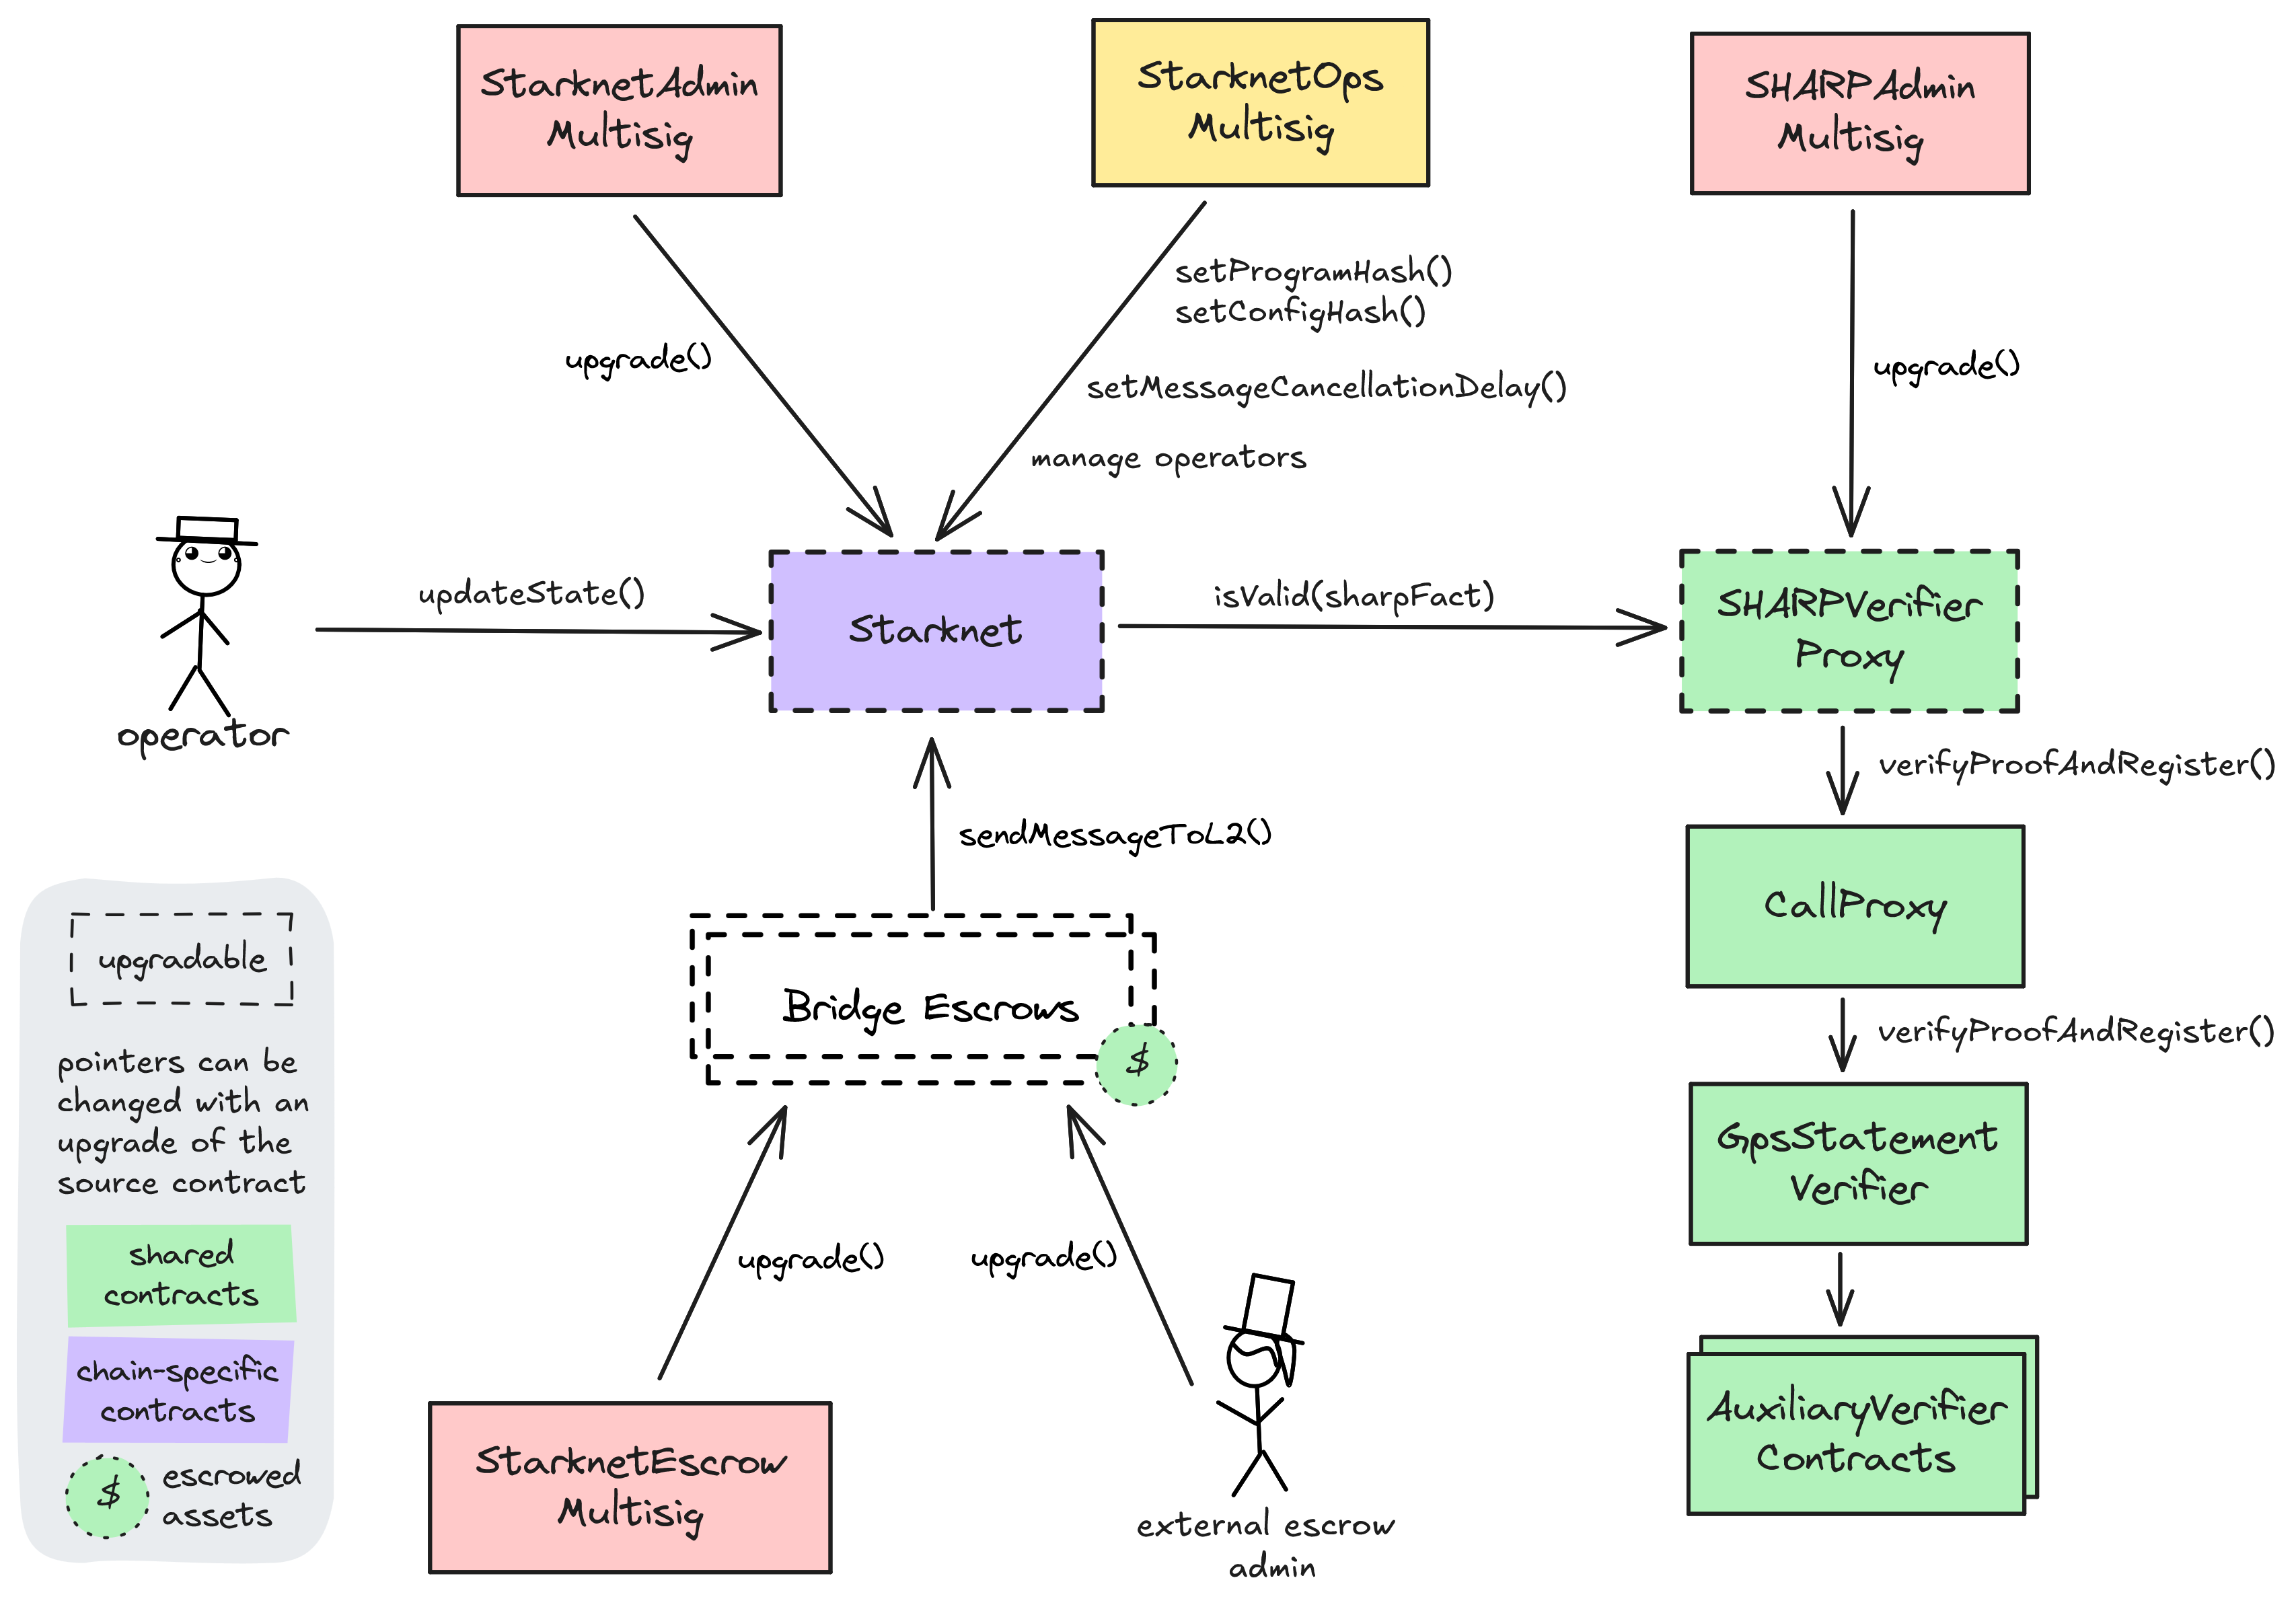 StarknetAdmin
Multisig
StarknetOps
Multisig
SHARPAdmin
Multisig
upgrade()
setProgramHash()
setConfigHash()
setMessageCancellationDelay()
manage operators
upgrade()
operator
updateState()
Starknet
isValid(sharpFact)
SHARPVerifier
Proxy
verifyProofAndRegister()
sendMessageToL2()
CallProxy
Bridge Escrows
$
verifyProofAndRegister()
GpsStatement
Verifier
upgrade()
upgrade()
AuxiliaryVerifier
Contracts
StarknetEscrow
Multisig
external escrow
admin
upgradable
pointers can be
changed with an
upgrade of the
source contract
shared
contracts
chain-specific
contracts
$
escrowed
assets